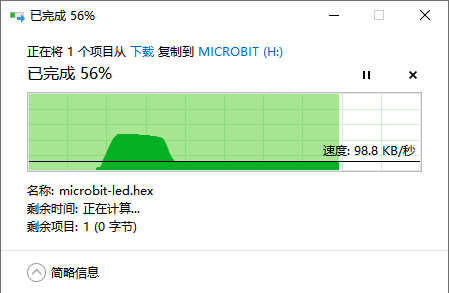 已完成 56%
正在将 1 个项目从 下载 复制到 MICROBIT (H:)
已完成 56%
速度: 98.8 KB/秒
名称: microbit-led.hex
剩余时间: 正在计算...
剩余项目: 1 (0 字节)
简略信息